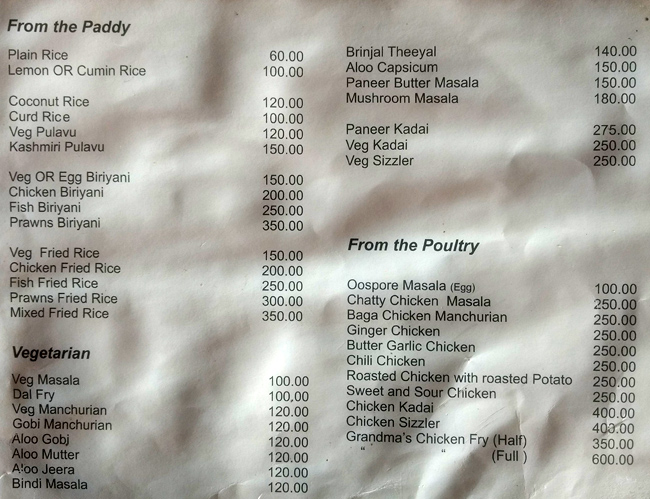 From the Paddy
Plain Rice 60.00
Lemon OR Cumin Rice 100.00
Coconut Rice 120.00
Curd Rice 100.00
Veg Pulavu 120.00
Kashmiri Pulavu 150.00
Veg OR Egg Biriyani 150.00
Chicken Biriyani 200.00
Fish Biriyani 250.00
Prawns Biriyani 350.00
Veg Fried Rice 150.00
Chicken Fried Rice 200.00
Fish Fried Rice 250.00
Prawns Fried Rice 300.00
Mixed Fried Rice 350.00
Vegetarian
Veg Masala 100.00
Dal Fry 100,00
Veg Manchurian 120.00
Gobi Manchurian 120.00
Aloo Gobi 120.00
Aloo Mutter 120.00
Aloo Jeera 120.00
Bindi Masala 120.00
Brinjal Theeyal 140.00
Aloo Capsicum 150.00
Paneer Butter Masala 150.00
Mushroom Masala 180.00
Paneer Kadai 275.00
Veg Kadai 250.00
Veg Sizzler 250.00
From the Poultry
Oospore Masala (Egg) 100.00
Chatty Chicken Masala 250.00
Baga Chicken Manchurian 250.00
Ginger Chicken 250.00
Butter Garlic Chicken 250.00
Chili Chicken 250.00
Roasted Chicken with roasted Potato 250.00
Sweet and Sour Chicken 250.00
Chicken Kadai 400.00
Chicken Sizzler 400.00
Grandma's Chicken Fry (Half) 350.00
" " (Full ) 600.00